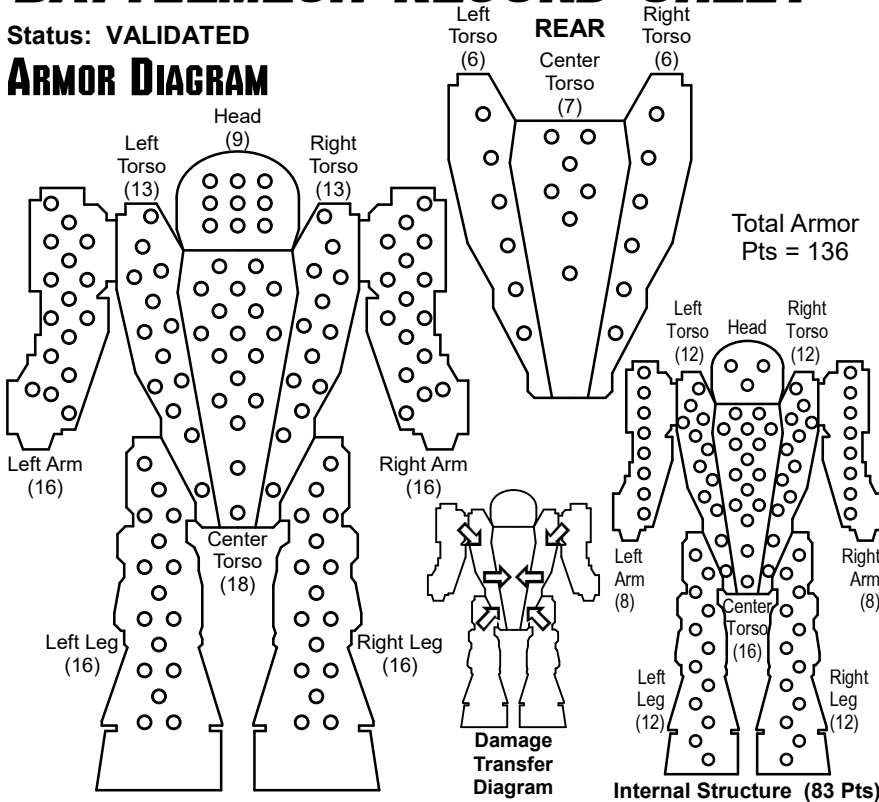 BATTLEMECH RECORD SHEET
Status: VALIDATED
ARMOR DIAGRAM
Head
(9)
Left
Torso
(13)
Right
Torso
(13)
Left Arm
(16)
Right Arm
(16)
Center
Torso
(18)
Left Leg
(16)
Right Leg
(16)
Left
Torso
(6)
REAR
Right
Torso
(6)
Center
Torso
(7)
Total Armor
Pts = 136
Left
Torso
(12)
Head
Right
Torso
(12)
Left
Arm
(8)
Right
Arm
(8)
Center
Torso
(16)
Left
Leg
(12)
Right
Leg
(12)
Damage
Transfer
Diagram
Internal Structure (83 Pts)